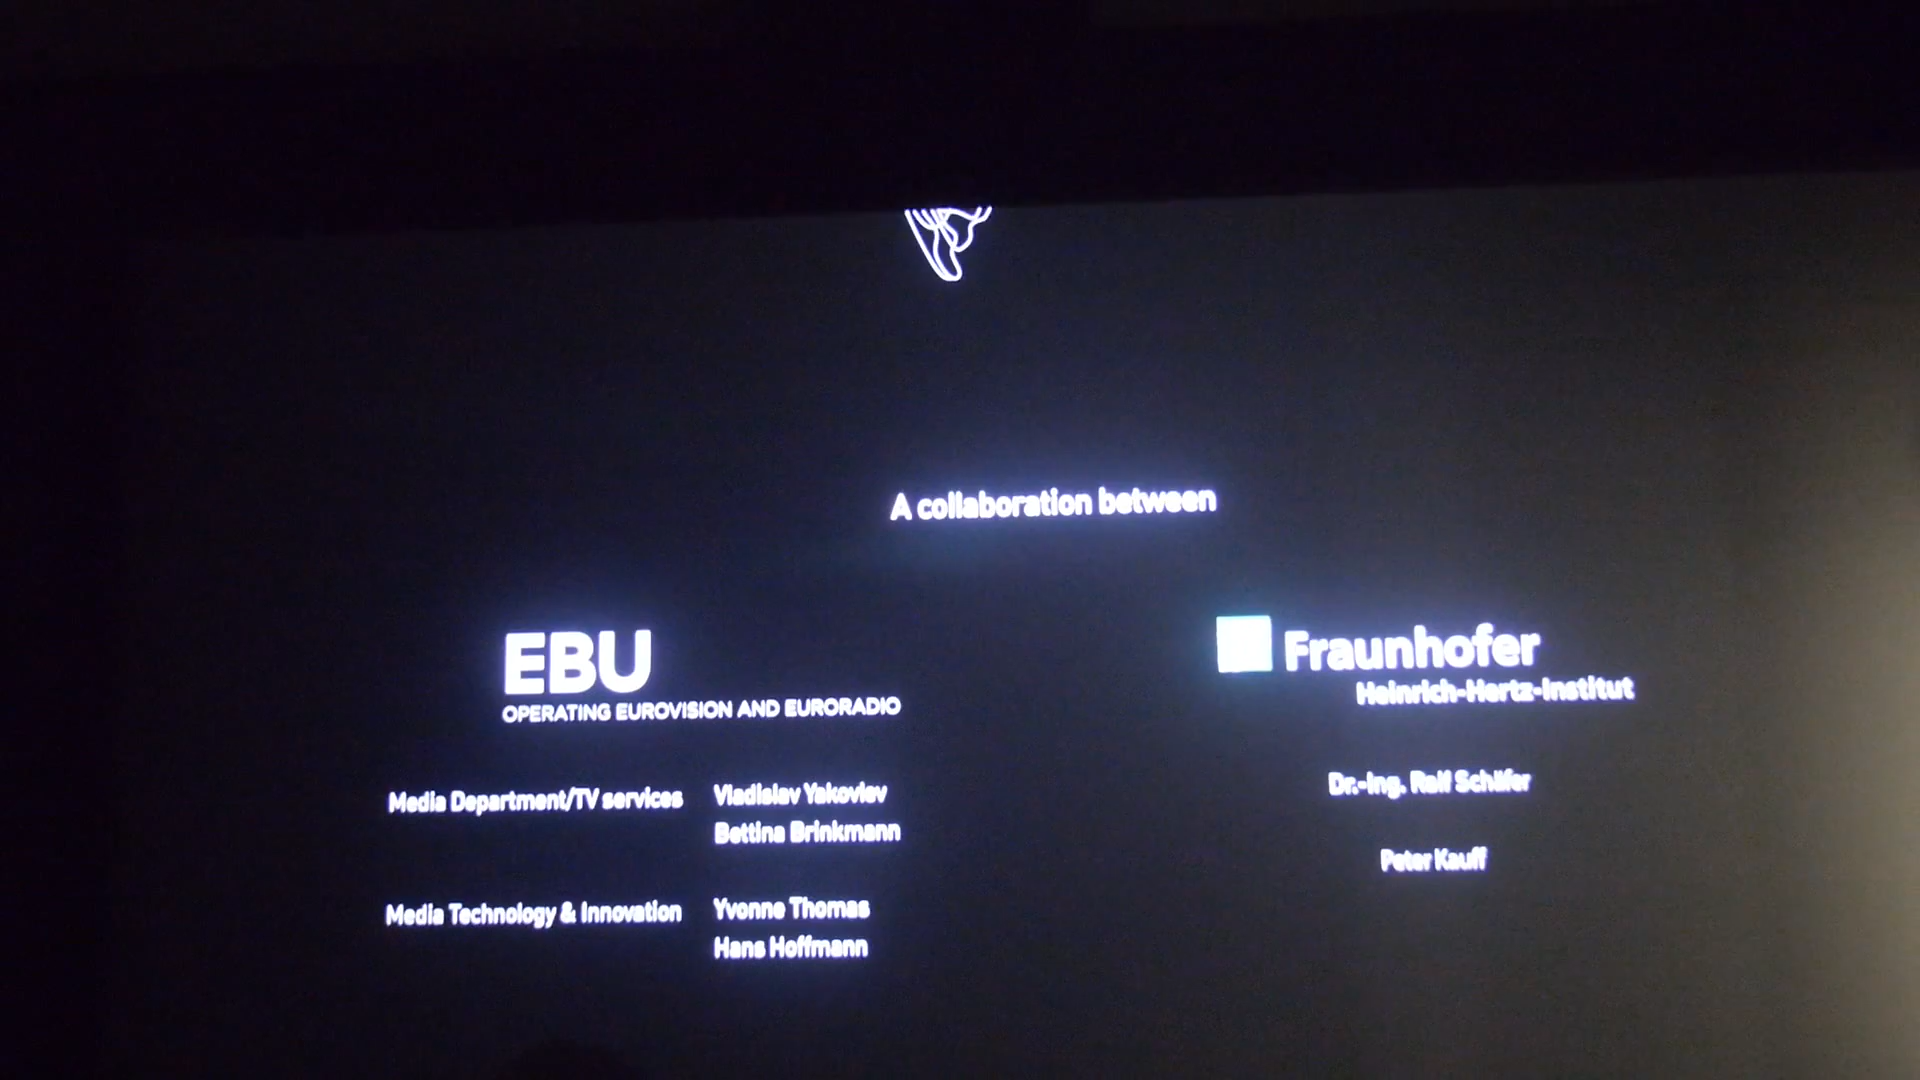 A collaboration between
EBU
OPERATING EUROVISION AND EURORADIO
Media Department/TV services Vladislav Yakovlev
Bettina Brinkmann
Media Technology & Innovation Yvonne Thomas
Hans Hoffmann
Fraunhofer
Heinrich-Hertz-Institut
Dr.-Ing. Ralf Schäfer
Peter Kauff